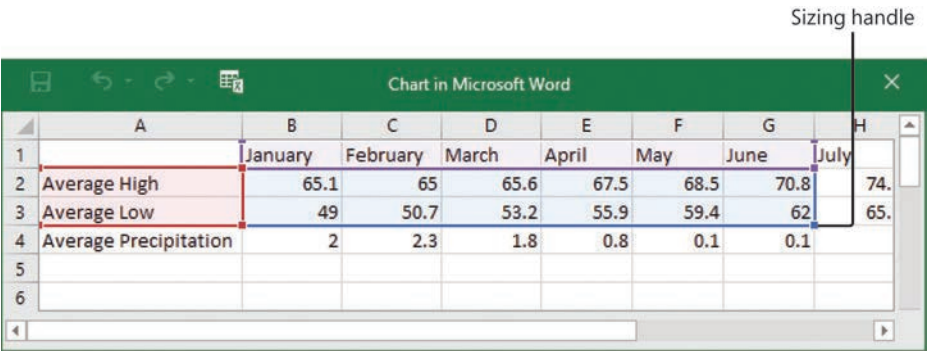 Sizing handle
Chart in Microsoft Word
A B C D E F G H
1 January February March April May June July
2 Average High 65.1 65 65.6 67.5 68.5 70.8 74.
3 Average Low 49 50.7 53.2 55.9 59.4 62 65.
4 Average Precipitation 2 2.3 1.8 0.8 0.1 0.1
5
6